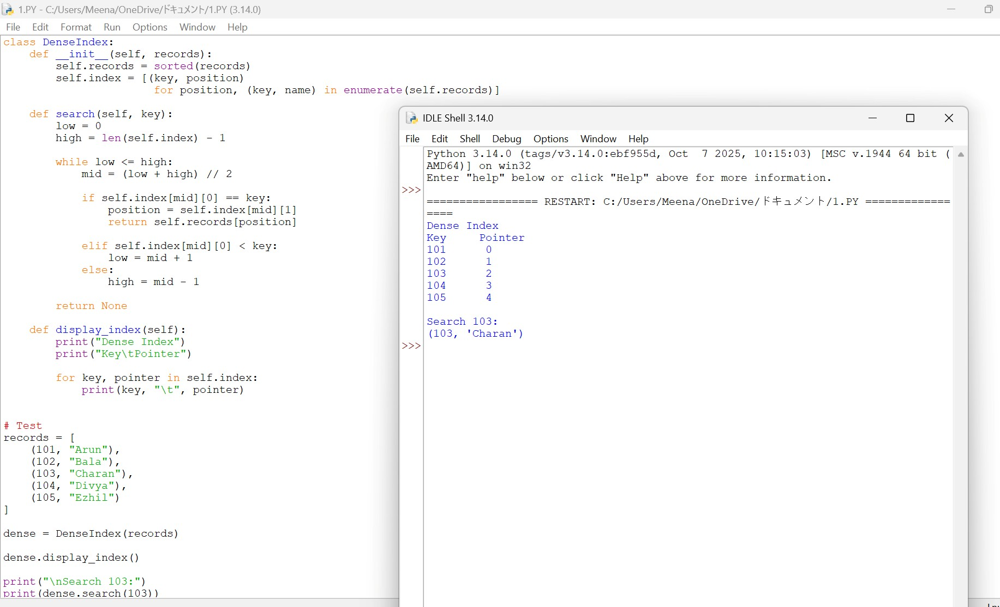 1.PY - C:/Users/Meena/OneDrive/ドキュメント/1.PY (3.14.0)
File Edit Format Run Options Window Help
class DenseIndex:
    def __init__(self, records):
        self.records = sorted(records)
        self.index = [(key, position)
                       for position, (key, name) in enumerate(self.records)]

    def search(self, key):
        low = 0
        high = len(self.index) - 1

        while low <= high:
            mid = (low + high) // 2

            if self.index[mid][0] == key:
                position = self.index[mid][1]
                return self.records[position]

            elif self.index[mid][0] < key:
                low = mid + 1
            else:
                high = mid - 1

        return None

    def display_index(self):
        print("Dense Index")
        print("Key\tPointer")

        for key, pointer in self.index:
            print(key, "\t", pointer)


# Test
records = [
    (101, "Arun"),
    (102, "Bala"),
    (103, "Charan"),
    (104, "Divya"),
    (105, "Ezhil")
]

dense = DenseIndex(records)

dense.display_index()

print("\nSearch 103:")
print(dense.search(103))
IDLE Shell 3.14.0
File Edit Shell Debug Options Window Help
Python 3.14.0 (tags/v3.14.0:ebf955d, Oct  7 2025, 10:15:03) [MSC v.1944 64 bit (
AMD64)] on win32
Enter "help" below or click "Help" above for more information.
>>>
================= RESTART: C:/Users/Meena/OneDrive/ドキュメント/1.PY =============
====
Dense Index
Key     Pointer
101      0
102      1
103      2
104      3
105      4

Search 103:
(103, 'Charan')
>>>